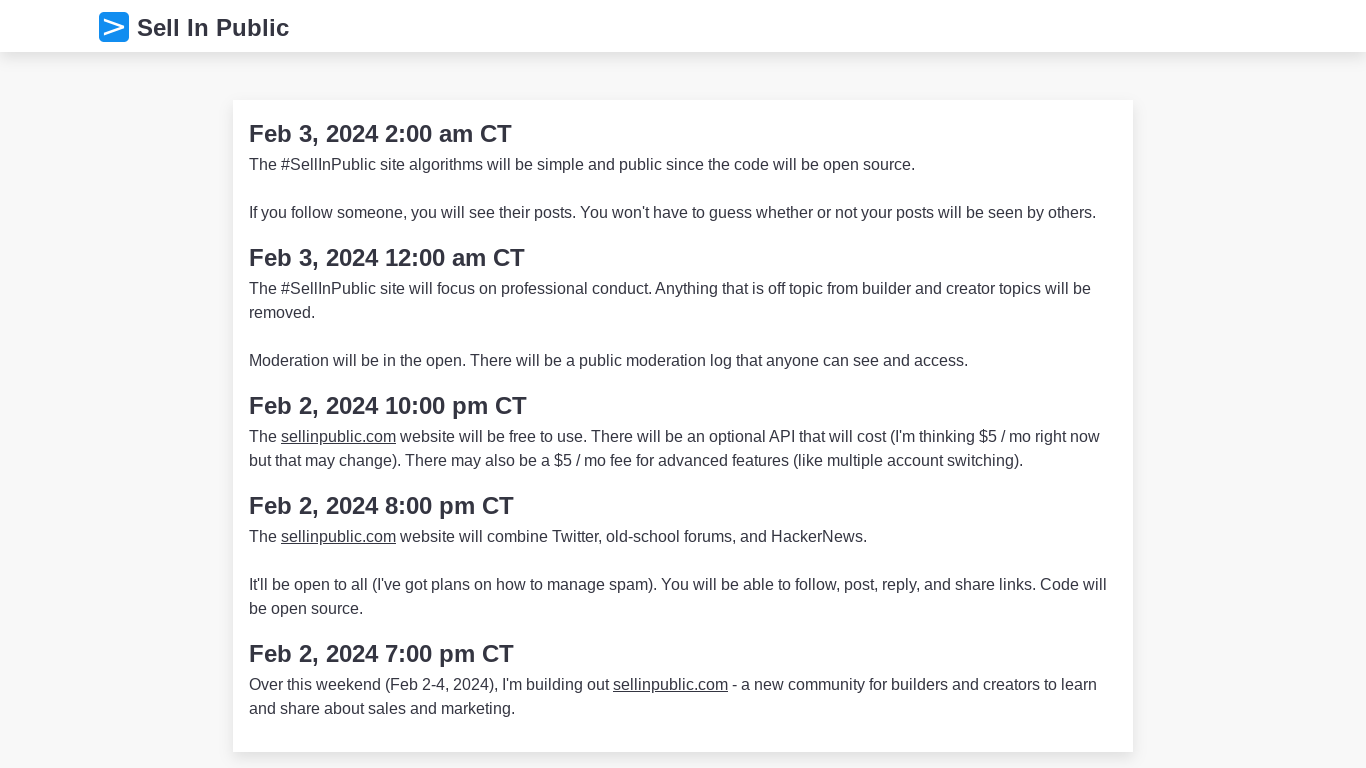 Sell In Public
Feb 3, 2024 2:00 am CT
The #SellInPublic site algorithms will be simple and public since the code will be open source.
If you follow someone, you will see their posts. You won't have to guess whether or not your posts will be seen by others.
Feb 3, 2024 12:00 am CT
The #SellInPublic site will focus on professional conduct. Anything that is off topic from builder and creator topics will be
removed.
Moderation will be in the open. There will be a public moderation log that anyone can see and access.
Feb 2, 2024 10:00 pm CT
The sellinpublic.com website will be free to use. There will be an optional API that will cost (I'm thinking $5 / mo right now
but that may change). There may also be a $5 / mo fee for advanced features (like multiple account switching).
Feb 2, 2024 8:00 pm CT
The sellinpublic.com website will combine Twitter, old-school forums, and HackerNews.
It'll be open to all (I've got plans on how to manage spam). You will be able to follow, post, reply, and share links. Code will
be open source.
Feb 2, 2024 7:00 pm CT
Over this weekend (Feb 2-4, 2024), I'm building out sellinpublic.com - a new community for builders and creators to learn
and share about sales and marketing.